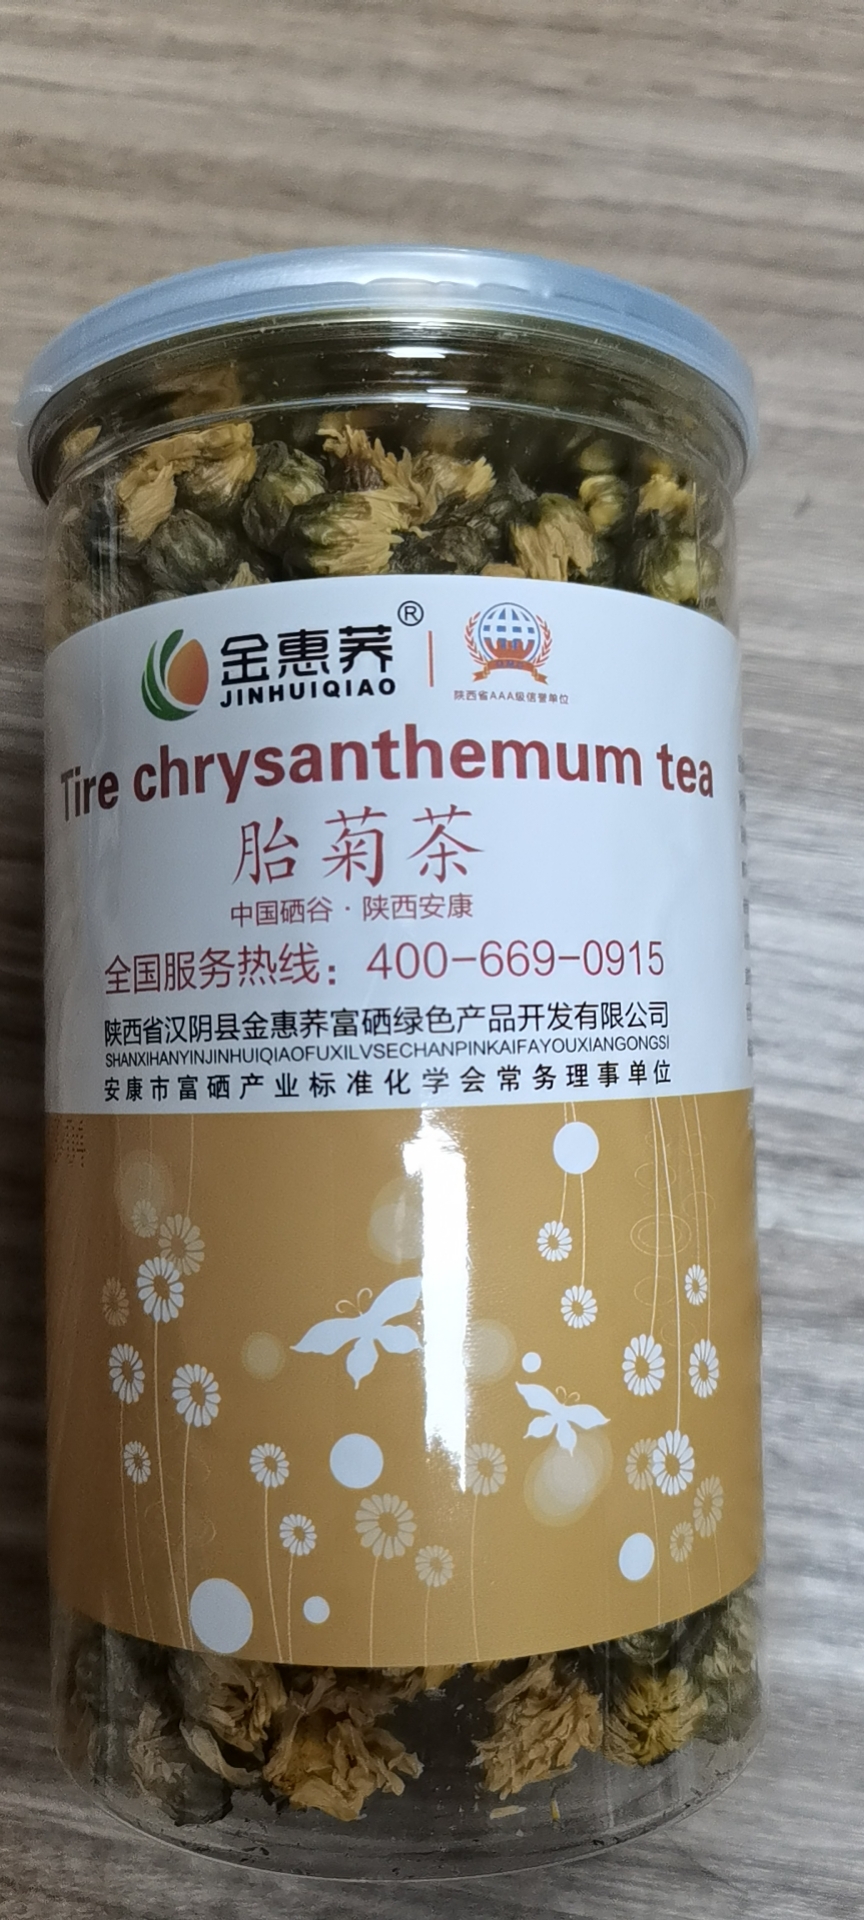 金惠荞®
JINHUIQIAO
陕西省AAA级信誉单位
Tire chrysanthemum tea
胎菊茶
中国硒谷·陕西安康
全国服务热线：400-669-0915
陕西省汉阴县金惠荞富硒绿色产品开发有限公司
SHANXIHANYINJINHUIQIAOFUXILVSECHANPINKAIFAYOUXIANGONGSI
安康市富硒产业标准化学会常务理事单位